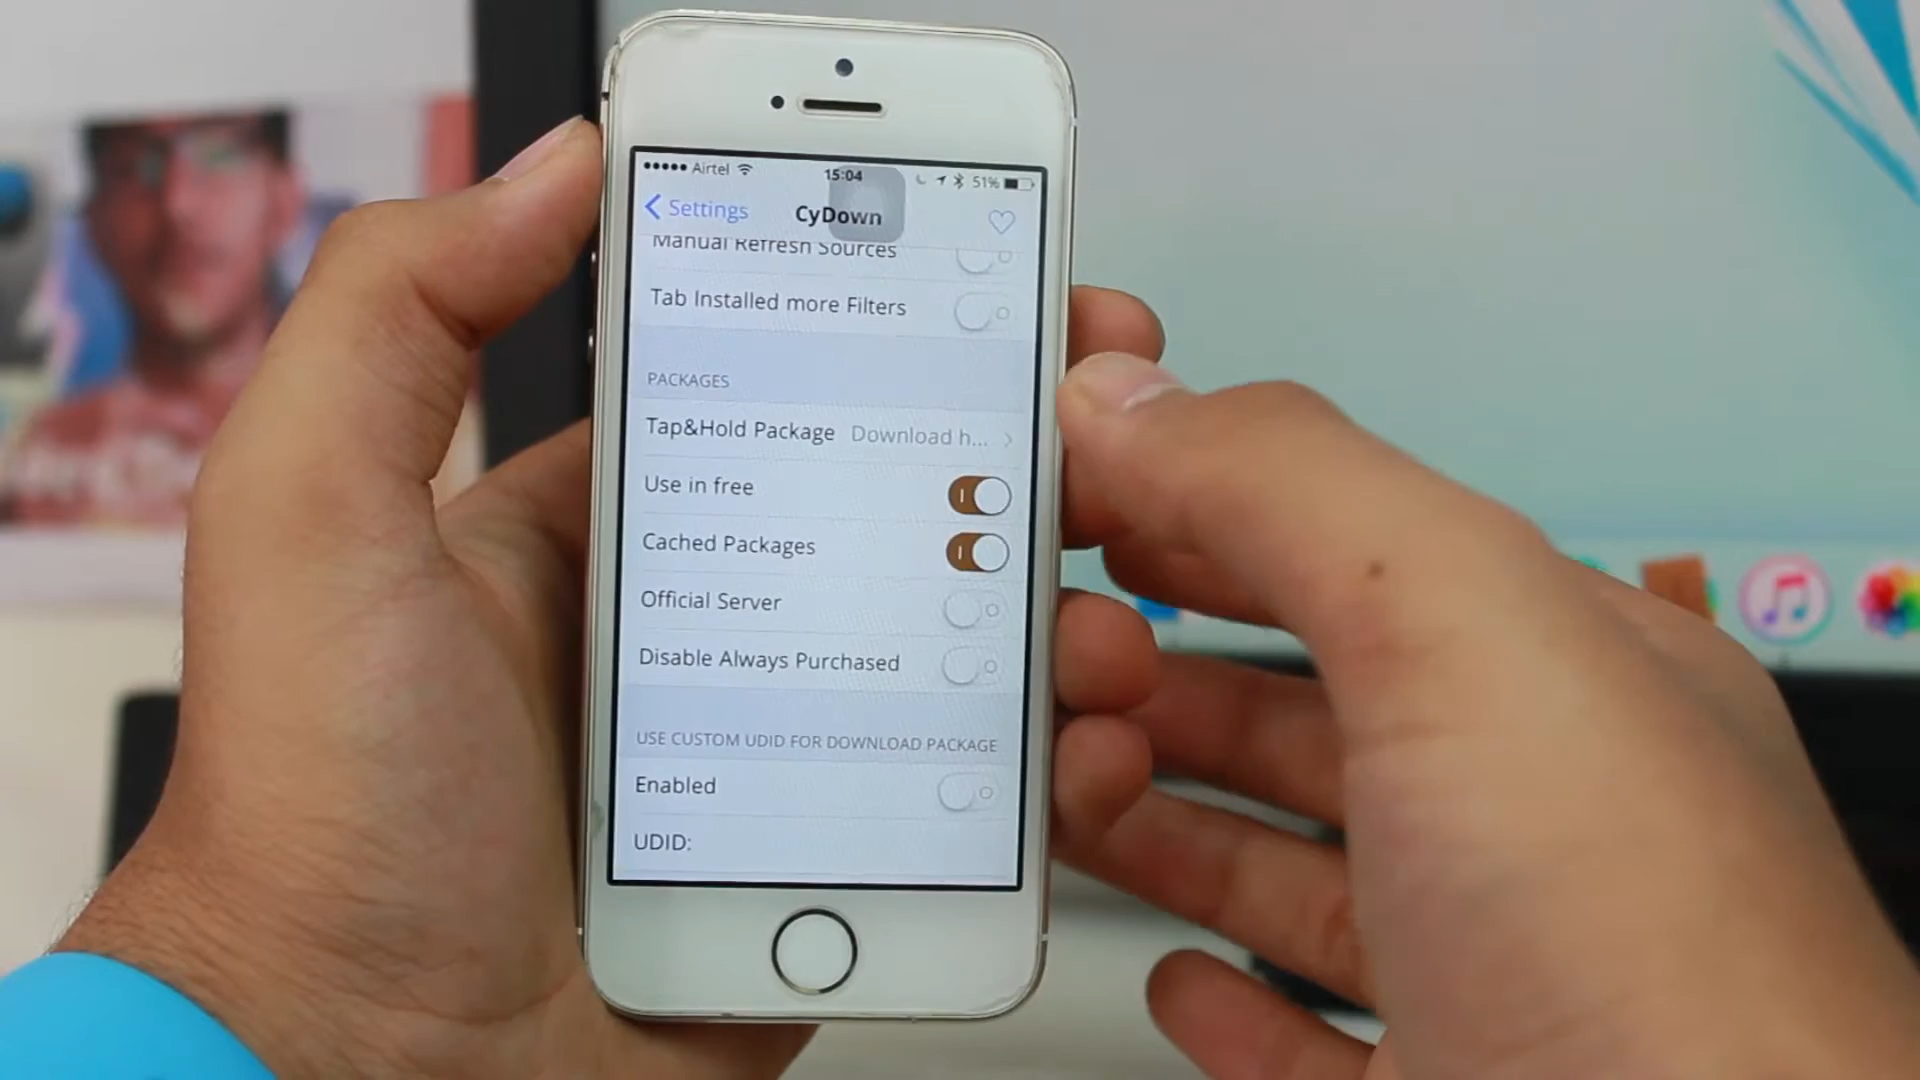 ●●●●● Airtel 15:04 51%
Settings CyDown
Manual Refresh Sources
Tab Installed more Filters
PACKAGES
Tap&Hold Package Download h...
Use in free
Cached Packages
Official Server
Disable Always Purchased
USE CUSTOM UDID FOR DOWNLOAD PACKAGE
Enabled
UDID: